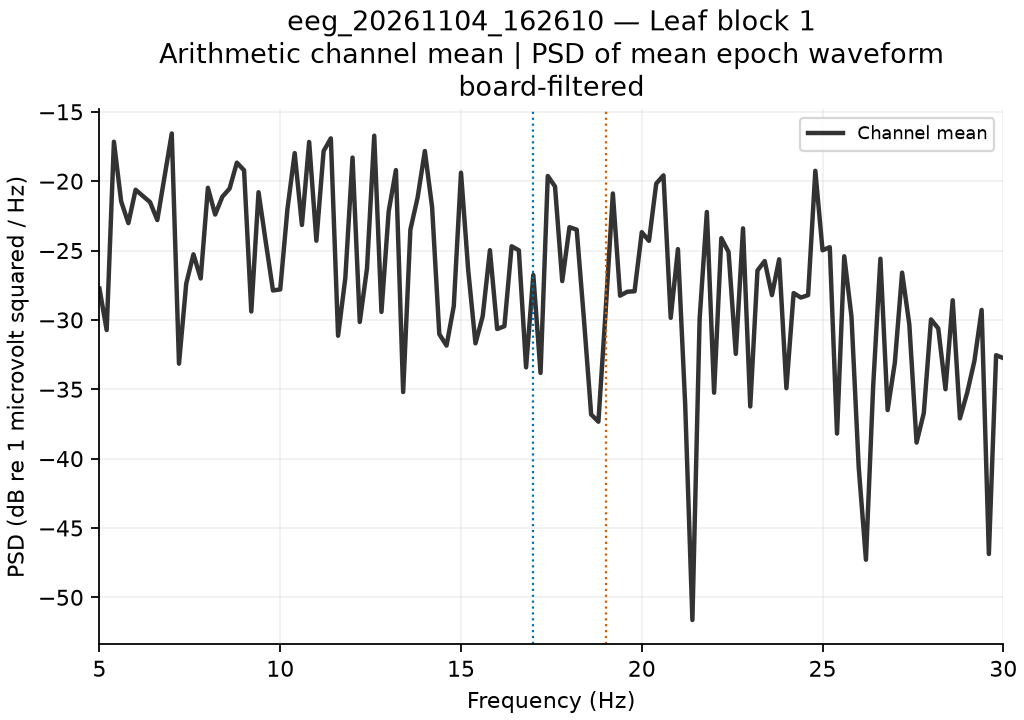 eeg_20261104_162610 — Leaf block 1
Arithmetic channel mean | PSD of mean epoch waveform
board-filtered
Channel mean
PSD (dB re 1 microvolt squared / Hz)
−15
−20
−25
−30
−35
−40
−45
−50
5
10
15
20
25
30
Frequency (Hz)